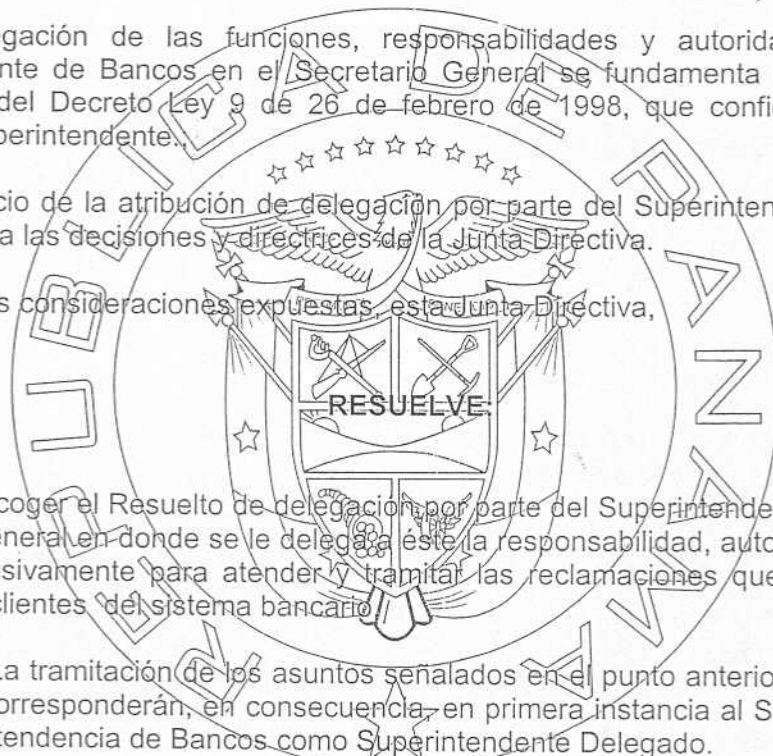 egación de las funciones, responsabilidades y autorida
nte de Bancos en el Secretario General se fundamenta
del Decreto Ley 9 de 26 de febrero de 1998, que confi
perintendente.,
cio de la atribución de delegación por parte del Superinten
a las decisiones y directrices de la Junta Directiva.
s consideraciones expuestas, esta Junta Directiva,
RESUELVE:
coger el Resuelto de delegación por parte del Superintende
eneral en donde se le delega a éste la responsabilidad, auto
sivamente para atender y tramitar las reclamaciones que
clientes del sistema bancario
La tramitación de los asuntos señalados en el punto anterio
orresponderán, en consecuencia, en primera instancia al S
tendencia de Bancos como Superintendente Delegado.
REPUBLICA DE PANAMA